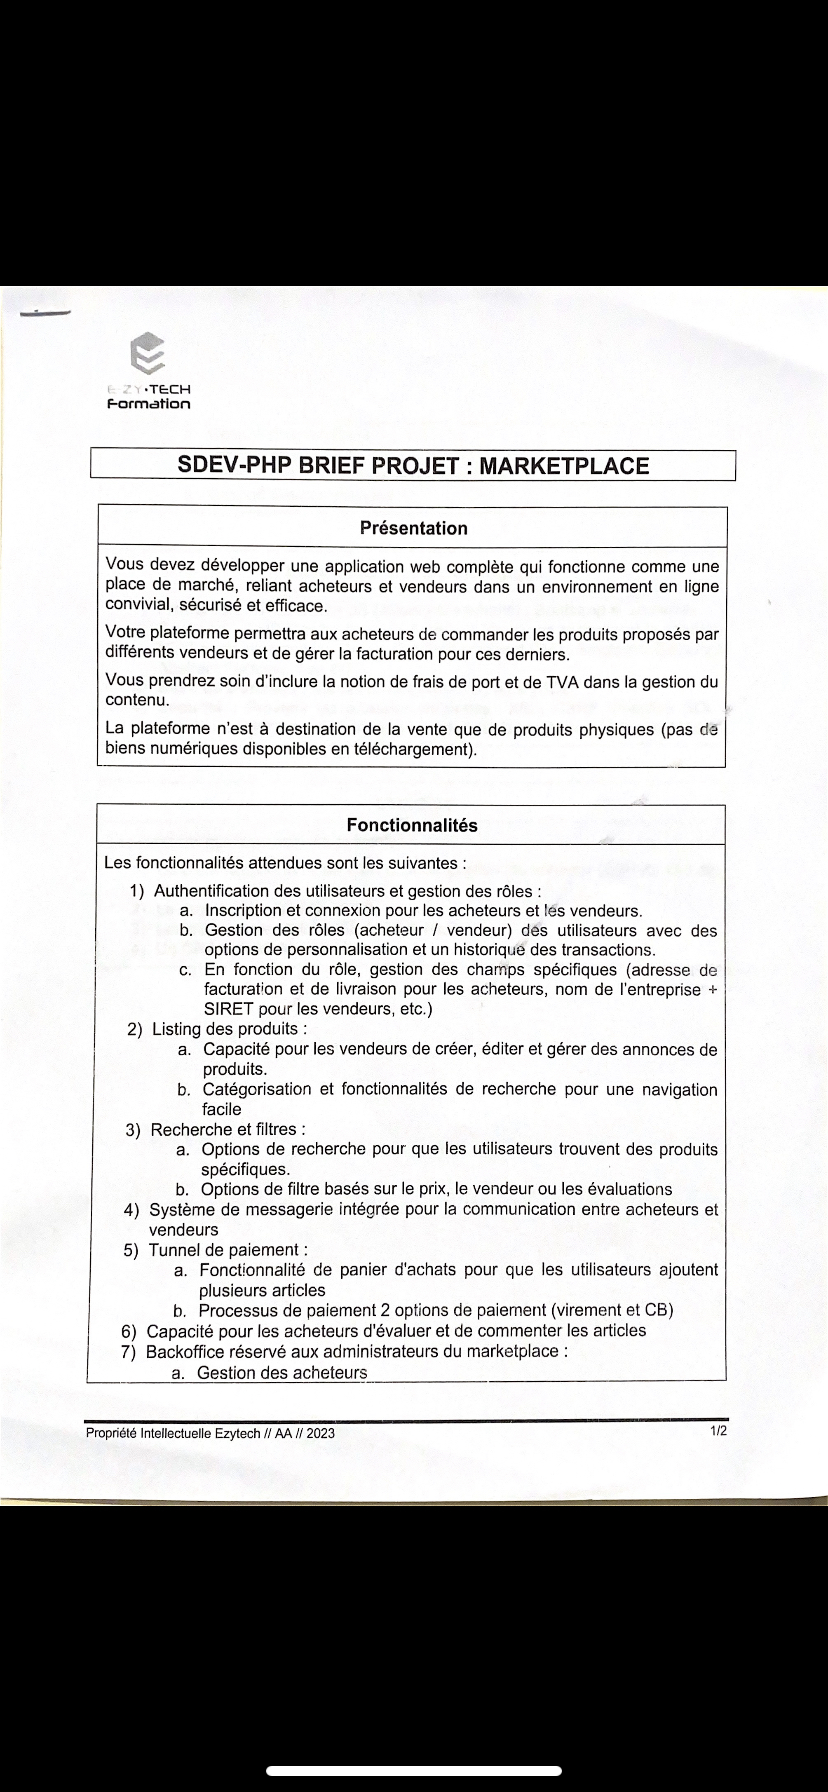 E-ZY•TECH
Formation
SDEV-PHP BRIEF PROJET : MARKETPLACE
Présentation
Vous devez développer une application web complète qui fonctionne comme une
place de marché, reliant acheteurs et vendeurs dans un environnement en ligne
convivial, sécurisé et efficace.
Votre plateforme permettra aux acheteurs de commander les produits proposés par
différents vendeurs et de gérer la facturation pour ces derniers.
Vous prendrez soin d'inclure la notion de frais de port et de TVA dans la gestion du
contenu.
La plateforme n'est à destination de la vente que de produits physiques (pas de
biens numériques disponibles en téléchargement).
Fonctionnalités
Les fonctionnalités attendues sont les suivantes :
1) Authentification des utilisateurs et gestion des rôles :
a. Inscription et connexion pour les acheteurs et les vendeurs.
b. Gestion des rôles (acheteur / vendeur) des utilisateurs avec des
options de personnalisation et un historique des transactions.
c. En fonction du rôle, gestion des champs spécifiques (adresse de
facturation et de livraison pour les acheteurs, nom de l'entreprise +
SIRET pour les vendeurs, etc.)
2) Listing des produits :
a. Capacité pour les vendeurs de créer, éditer et gérer des annonces de
produits.
b. Catégorisation et fonctionnalités de recherche pour une navigation
facile
3) Recherche et filtres :
a. Options de recherche pour que les utilisateurs trouvent des produits
spécifiques.
b. Options de filtre basés sur le prix, le vendeur ou les évaluations
4) Système de messagerie intégrée pour la communication entre acheteurs et
vendeurs
5) Tunnel de paiement :
a. Fonctionnalité de panier d'achats pour que les utilisateurs ajoutent
plusieurs articles
b. Processus de paiement 2 options de paiement (virement et CB)
6) Capacité pour les acheteurs d'évaluer et de commenter les articles
7) Backoffice réservé aux administrateurs du marketplace :
a. Gestion des acheteurs
Propriété Intellectuelle Ezytech // AA // 2023
1/2